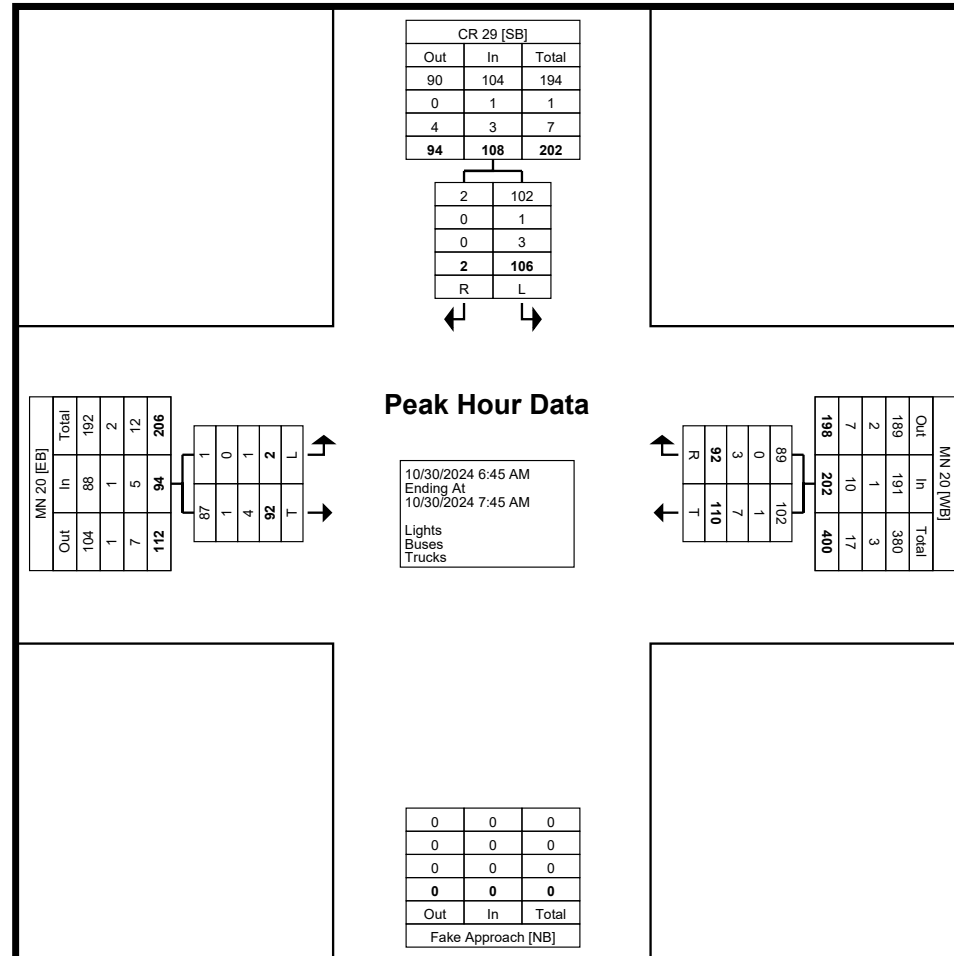 CR 29 [SB]
Out In Total
90 104 194
0 1 1
4 3 7
94 108 202
2 102
0 1
0 3
2 106
R L
Peak Hour Data
10/30/2024 6:45 AM
Ending At
10/30/2024 7:45 AM
Lights
Buses
Trucks
MN 20 [EB]
Out In Total
104 88 192
1 1 2
7 5 12
112 94 206
87 1
1 0
4 1
92 2
T L
MN 20 [WB]
Out In Total
189 191 380
2 1 3
7 10 17
198 202 400
89 102
0 1
3 7
92 110
R T
0 0 0
0 0 0
0 0 0
0 0 0
Out In Total
Fake Approach [NB]